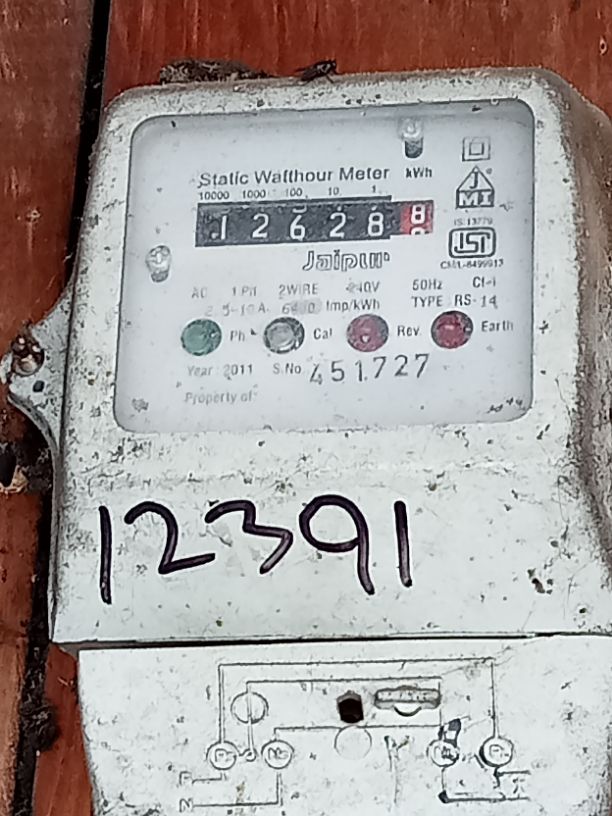 Static Watthour Meter kWh
10000 1000 100 10 1
12628 8
J
MI
IS:13779
ISI
CM/L-8499913
Jaipur
AC 1 PH 2WIRE 240V 50Hz Cl-1
Imp/kWh TYPE RS-14
Ph Cal Rev. Earth
Year: 2011 S.No. 451727
Property of:
12391
P
N